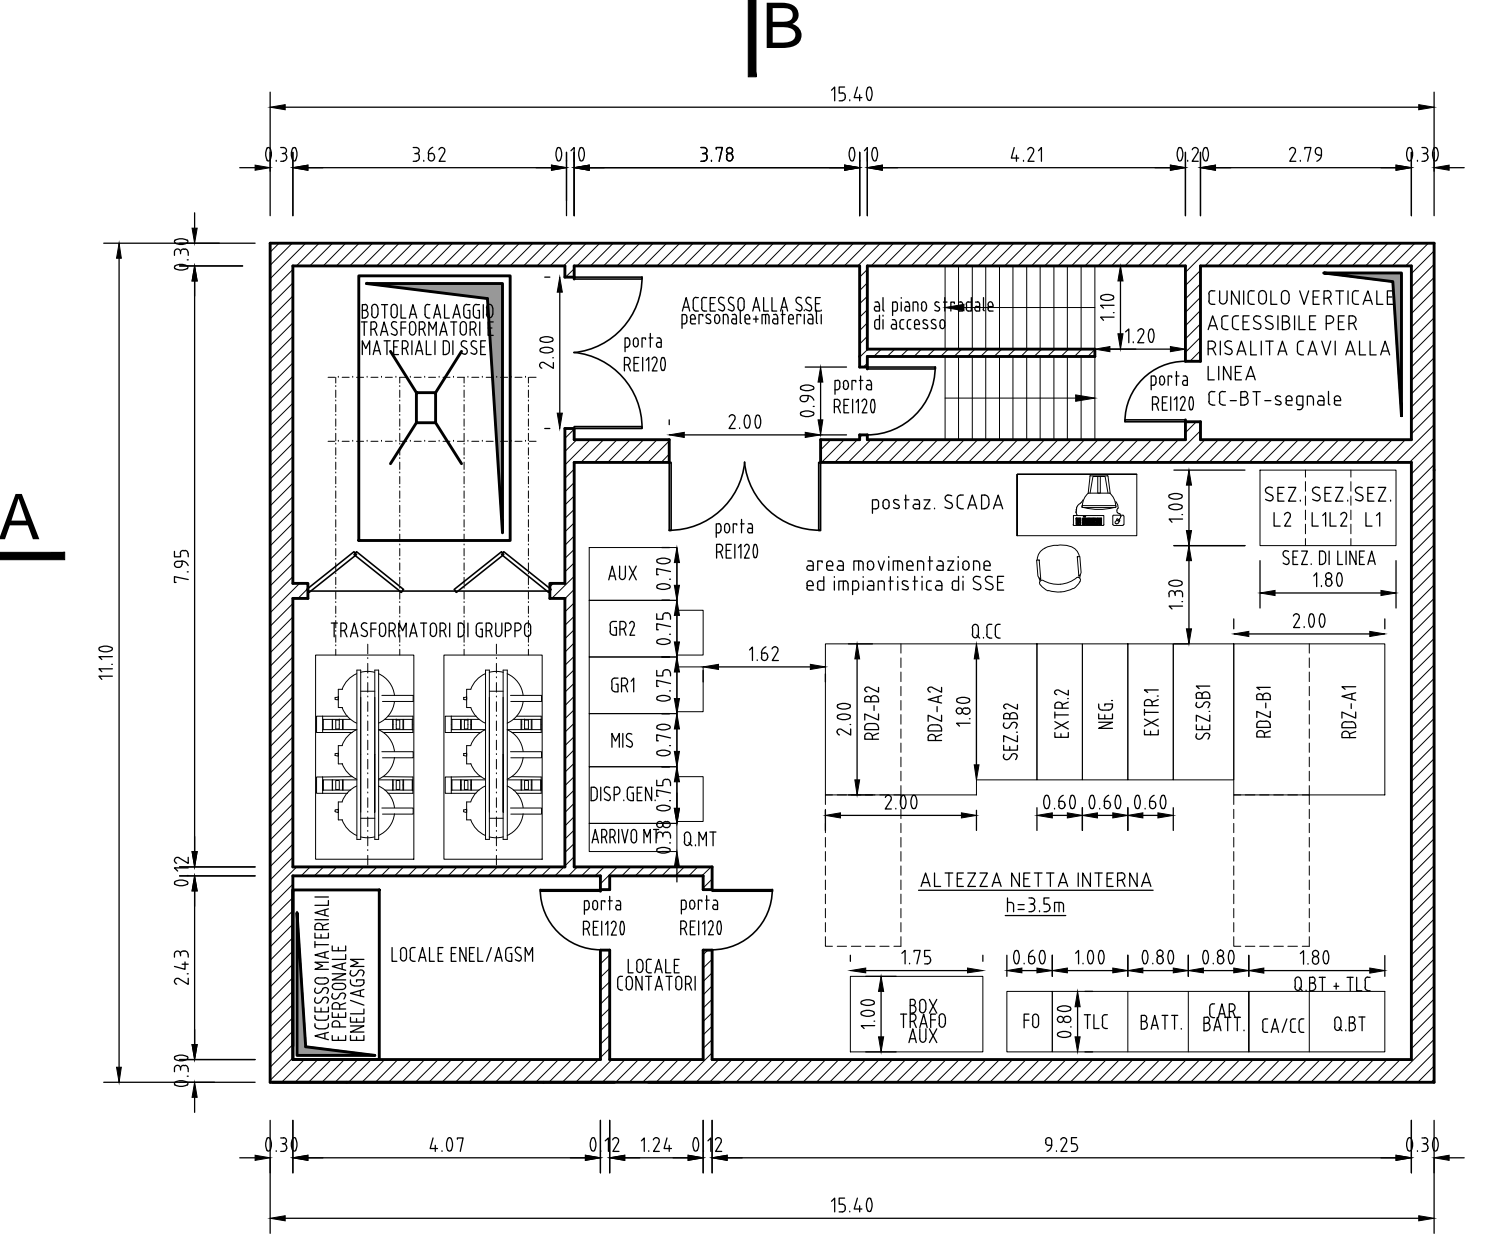 B
15.40
0.30
3.62
0.10
3.78
0.10
4.21
0.20
2.79
0.30
0.30
BOTOLA CALAGGIO
TRASFORMATORI E
MATERIALI DI SSE
2.00
porta
REI120
ACCESSO ALLA SSE
personale+materiali
al piano stradale
di accesso
1.10
1.20
porta
REI120
0.90
porta
REI120
CUNICOLO VERTICALE
ACCESSIBILE PER
RISALITA CAVI ALLA
LINEA
CC-BT-segnale
2.00
A
postaz. SCADA
porta
REI120
1.00
SEZ. SEZ. SEZ.
L2 L1L2 L1
SEZ. DI LINEA
1.80
area movimentazione
ed impiantistica di SSE
1.30
7.95
11.10
AUX
0.70
GR2
0.75
GR1
0.75
MIS
0.70
DISP.GEN.
0.75
ARRIVO MT
0.38
Q.MT
TRASFORMATORI DI GRUPPO
1.62
Q.CC
2.00
2.00
RDZ-B2
RDZ-A2
1.80
SEZ.SB2
EXTR.2
NEG.
EXTR.1
SEZ.SB1
RDZ-B1
RDZ-A1
2.00
0.60
0.60
0.60
0.12
ALTEZZA NETTA INTERNA
h=3.5m
ACCESSO MATERIALI
E PERSONALE
ENEL/AGSM
LOCALE ENEL/AGSM
porta
REI120
porta
REI120
LOCALE
CONTATORI
2.43
1.75
1.00
BOX
TRAFO
AUX
0.60
1.00
0.80
0.80
1.80
Q.BT + TLC
FO
0.80
TLC
BATT.
CAR.
BATT.
CA/CC
Q.BT
0.30
0.30
4.07
0.12
1.24
0.12
9.25
0.30
15.40